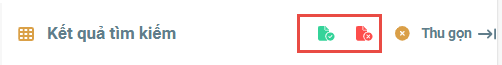 Kết quả tìm kiếm Thu gọn